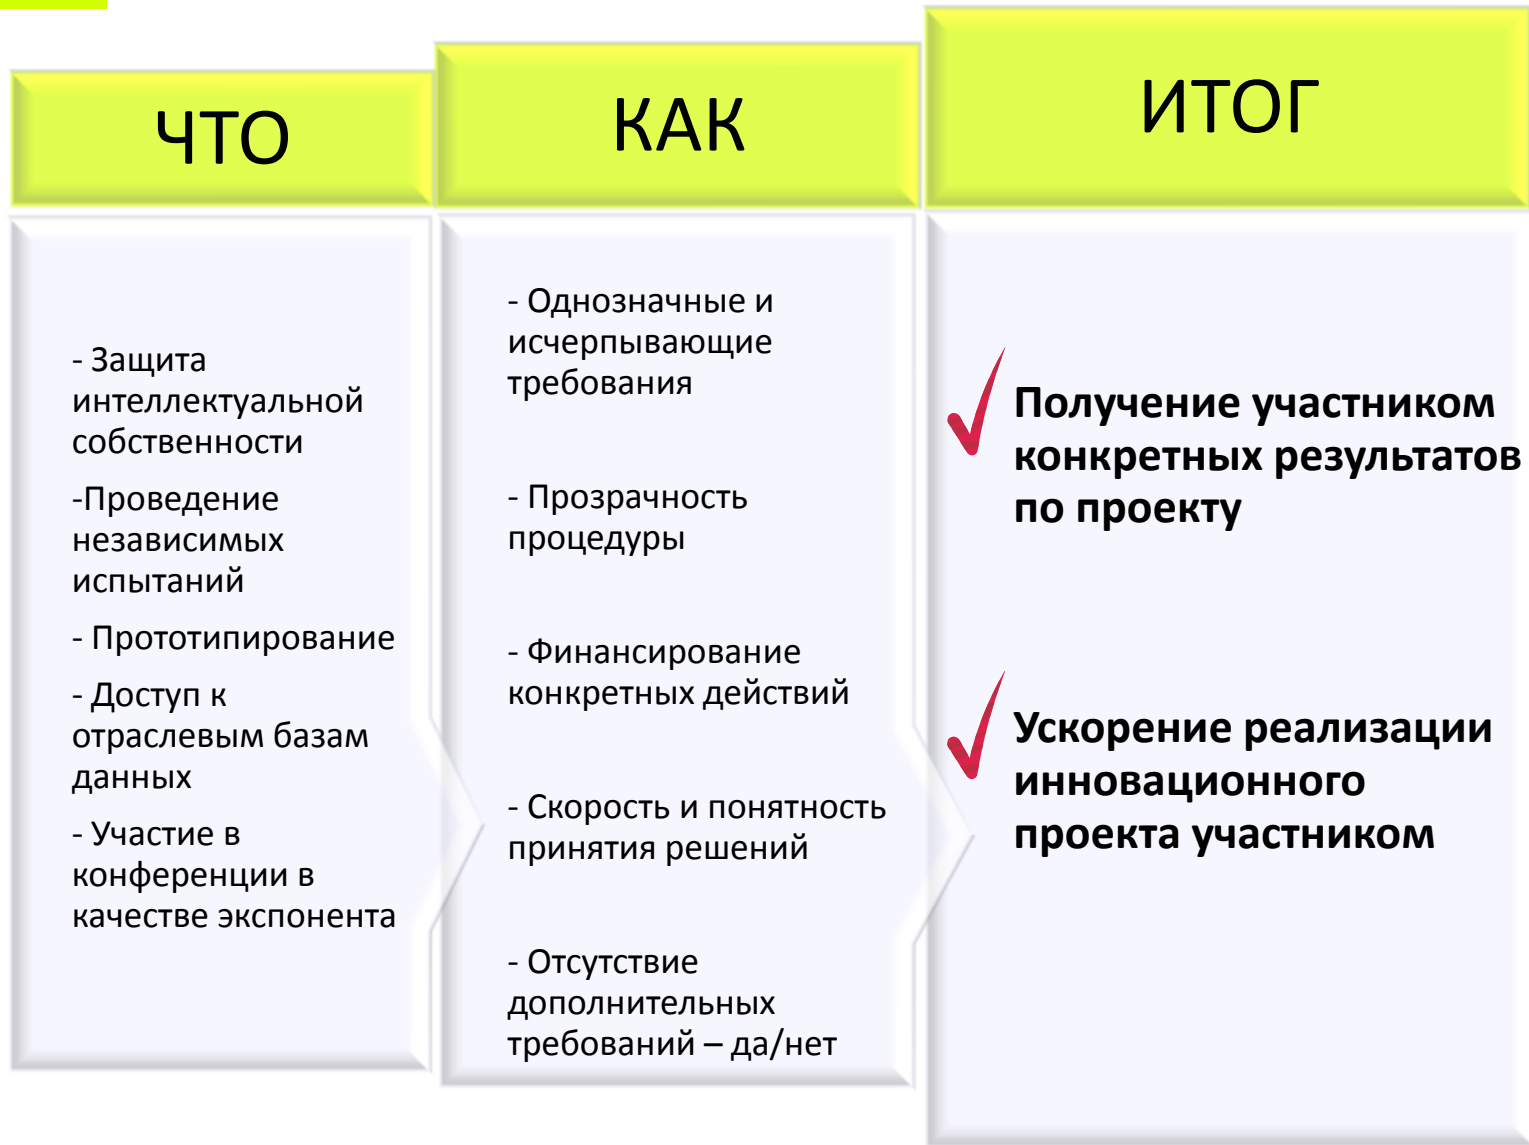 ЧТО
- Защита
интеллектуальной
собственности
-Проведение
независимых
испытаний
- Прототипирование
- Доступ к
отраслевым базам
данных
- Участие в
конференции в
качестве экспонента
КАК
- Однозначные и
исчерпывающие
требования
- Прозрачность
процедуры
- Финансирование
конкретных действий
- Скорость и понятность
принятия решений
- Отсутствие
дополнительных
требований – да/нет
ИТОГ
Получение участником
конкретных результатов
по проекту
Ускорение реализации
инновационного
проекта участником